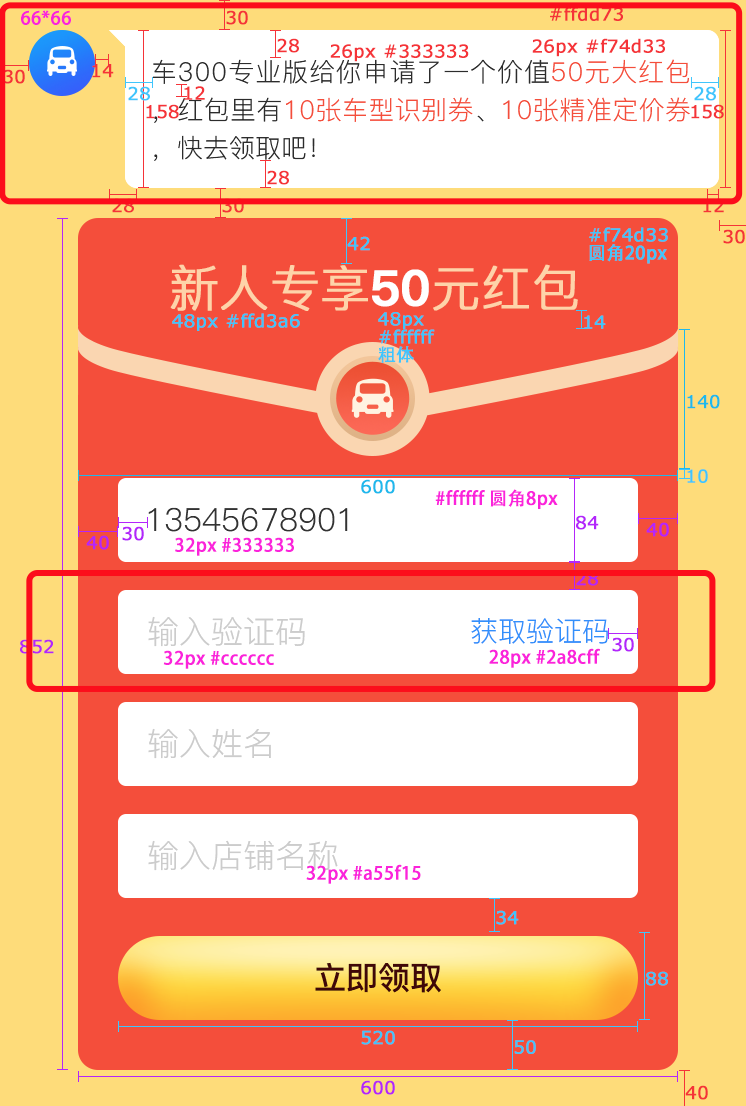 66*66
30
#ffdd73
28
26px #333333
26px #f74d33
30
14
车300专业版给你申请了一个价值50元大红包
28
12
28
158
，红包里有10张车型识别券、10张精准定价券
158
，快去领取吧！
28
28
30
12
30
42
#f74d33
圆角20px
新人专享50元红包
48px #ffd3a6
48px
#ffffff
粗体
14
140
10
600
#ffffff 圆角8px
13545678901
30
40
32px #333333
84
40
28
852
输入验证码
获取验证码
30
32px #cccccc
28px #2a8cff
输入姓名
输入店铺名称
32px #a55f15
34
立即领取
88
520
50
600
40